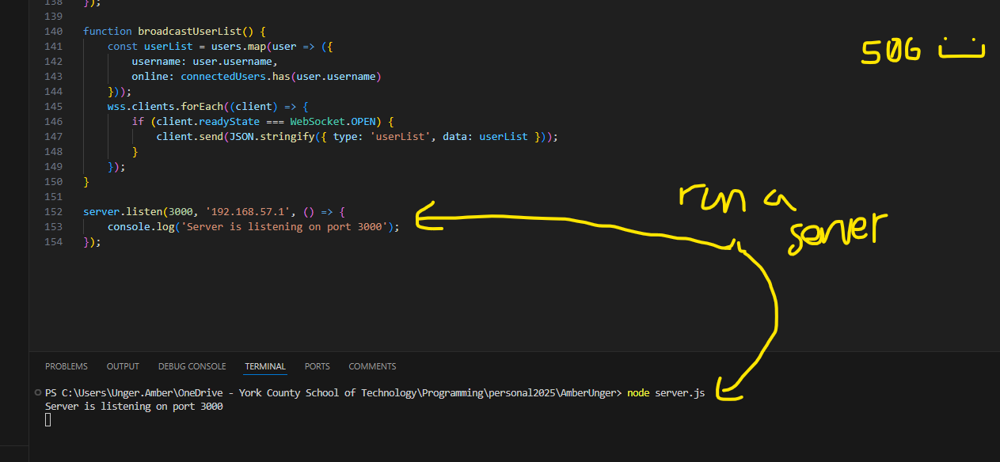 138 });
139
140 function broadcastUserList() {
141 const userList = users.map(user => ({
142 username: user.username,
143 online: connectedUsers.has(user.username)
144 }));
145 wss.clients.forEach((client) => {
146 if (client.readyState === WebSocket.OPEN) {
147 client.send(JSON.stringify({ type: 'userList', data: userList }));
148 }
149 });
150 }
151
152 server.listen(3000, '192.168.57.1', () => {
153 console.log('Server is listening on port 3000');
154 });
506
run a
server
PROBLEMS OUTPUT DEBUG CONSOLE TERMINAL PORTS COMMENTS
PS C:\Users\Unger.Amber\OneDrive - York County School of Technology\Programming\personal2025\AmberUnger> node server.js
Server is listening on port 3000